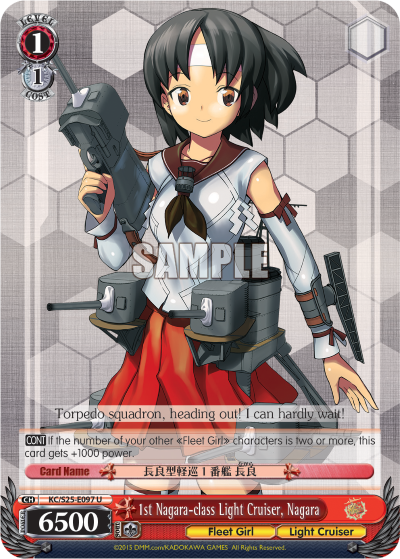 LEVEL
1
1
COST
SAMPLE
Torpedo squadron, heading out! I can hardly wait!
CONT If the number of your other «Fleet Girl» characters is two or more, this
card gets +1000 power.
Card Name
長良型軽巡1番艦 長良
ながら
CH KC/S25-E097 U
1st Nagara-class Light Cruiser, Nagara
POWER 6500 SOUL
Fleet Girl Light Cruiser
©2015 DMM.com/KADOKAWA GAMES All Rights Reserved.